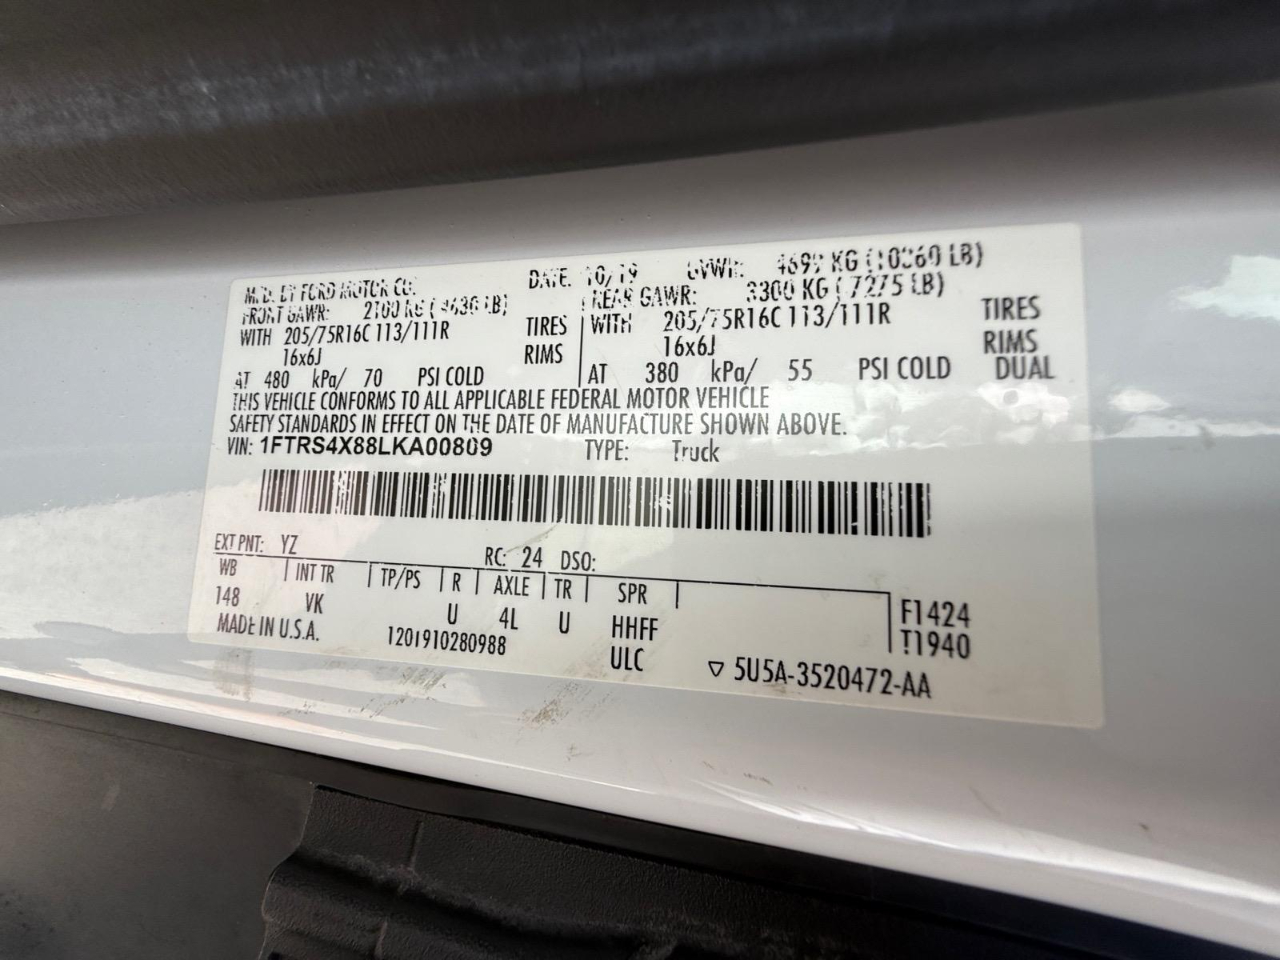 MFD. BY FORD MOTOR CO.
DATE: 10/19 GVWR: KG LB)
FRONT GAWR: KG LB) REAR GAWR: 3300 KG (7275 LB)
WITH 205/75R16C 113/111R TIRES WITH 205/75R16C 113/111R TIRES
16x6J RIMS 16x6J RIMS
AT 480 kPa/ 70 PSI COLD AT 380 kPa/ 55 PSI COLD DUAL
THIS VEHICLE CONFORMS TO ALL APPLICABLE FEDERAL MOTOR VEHICLE
SAFETY STANDARDS IN EFFECT ON THE DATE OF MANUFACTURE SHOWN ABOVE.
VIN: 1FTRS4X88LKA00809 TYPE: Truck
EXT PNT: YZ RC: 24 DSO:
WB INT TR TP/PS R AXLE TR SPR
148 VK U 4L U HHFF F1424
MADE IN U.S.A. 1201910280988 ULC T1940
▽ 5U5A-3520472-AA